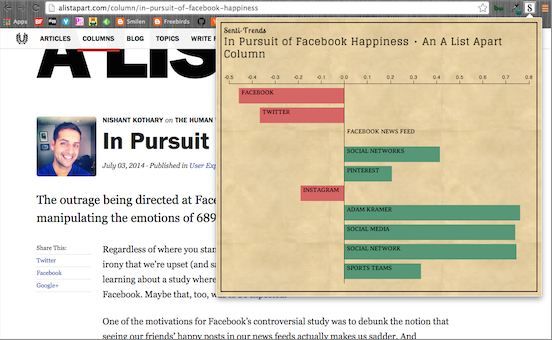 alistapart.com/column/in-pursuit-of-facebook-happiness
Apps
Bmail
Smilen
Freebirds
ARTICLES COLUMNS BLOG TOPICS WRITE FOR
A LIS
NISHANT KOTHARY on THE HUMAN
In Pursuit
July 03, 2014 · Published in User Exp
The outrage being directed at Face
manipulating the emotions of 689
Share This:
Twitter
Facebook
Google+
Regardless of where you stan
irony that we're upset (and sa
learning about a study where
Facebook. Maybe that, too,
One of the motivations for Facebook's controversial study was to debunk the notion that
seeing our friends' happy posts in our news feeds actually makes us sadder. And
Senti-Trends
In Pursuit of Facebook Happiness · An A List Apart
Column
-0.5 -0.4 -0.3 -0.2 -0.1 0.0 0.1 0.2 0.3 0.4 0.5 0.6 0.7 0.8
FACEBOOK
TWITTER
FACEBOOK NEWS FEED
SOCIAL NETWORKS
PINTEREST
INSTAGRAM
ADAM KRAMER
SOCIAL MEDIA
SOCIAL NETWORK
SPORTS TEAMS